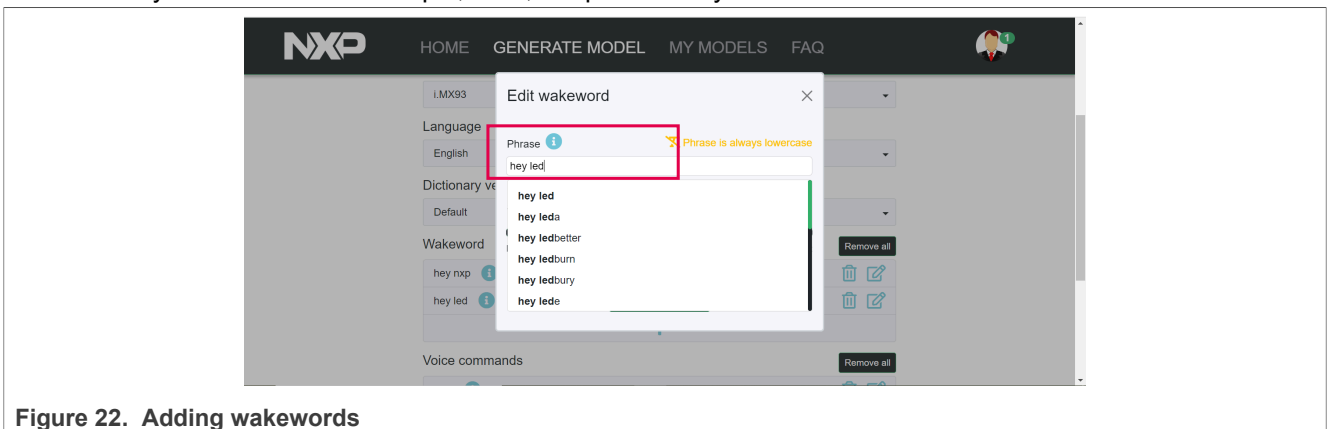 NXP
HOME GENERATE MODEL MY MODELS FAQ
1
i.MX93
Edit wakeword
Language
Phrase
Phrase is always lowercase
English
hey led
Dictionary ve
hey led
Default
hey leda
hey ledbetter
Wakeword
Remove all
hey ledburn
hey nxp
hey ledbury
hey led
hey lede
Voice commands
Remove all
Figure 22. Adding wakewords